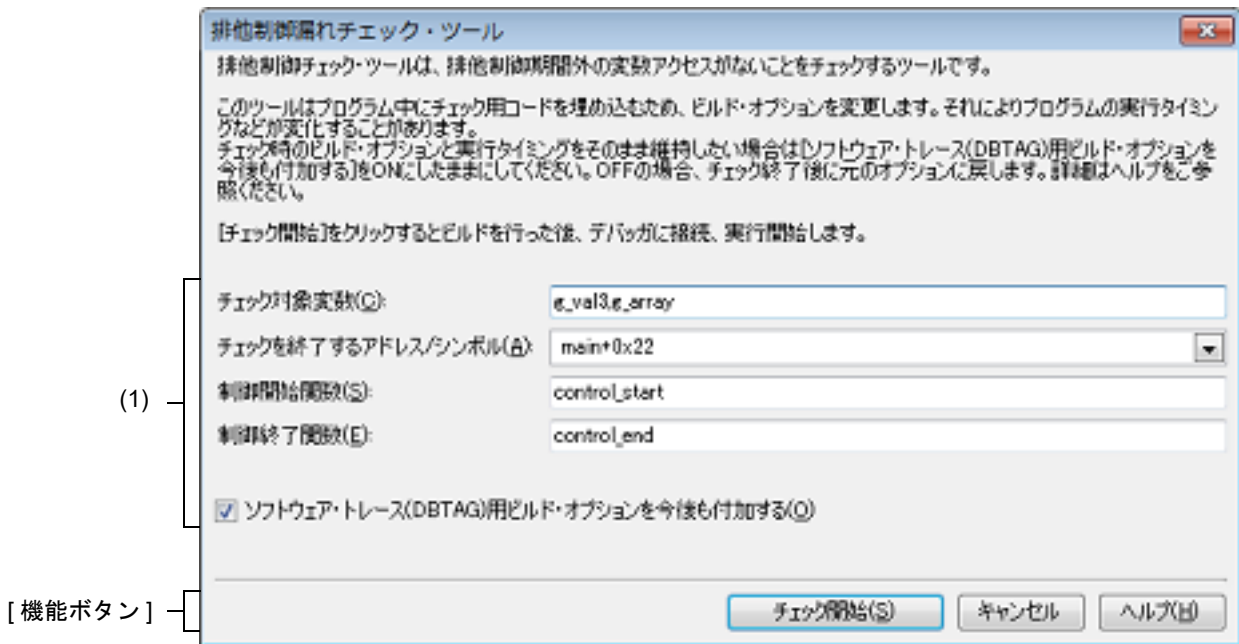 排他制御漏れチェック・ツール
排他制御チェック・ツールは、排他制御期間外の変数アクセスがないことをチェックするツールです。
このツールはプログラム中にチェック用コードを埋め込むため、ビルド・オプションを変更します。それによりプログラムの実行タイミン
グなどが変化することがあります。
チェック時のビルド・オプションと実行タイミングをそのまま維持したい場合は[ソフトウェア・トレース(DBTAG)用ビルド・オプションを
今後も付加する]をONにしたままにしてください。OFFの場合、チェック終了後に元のオプションに戻します。詳細はヘルプをご参
照ください。
[チェック開始]をクリックするとビルドを行った後、デバッガに接続、実行開始します。
チェック対象変数(C):
g_val3,g_array
チェックを終了するアドレス/シンボル(A):
main+0x22
(1)
制御開始関数(S):
control_start
制御終了関数(E):
control_end
ソフトウェア・トレース(DBTAG)用ビルド・オプションを今後も付加する(O)
[ 機能ボタン ]
チェック開始(S)
キャンセル
ヘルプ(H)